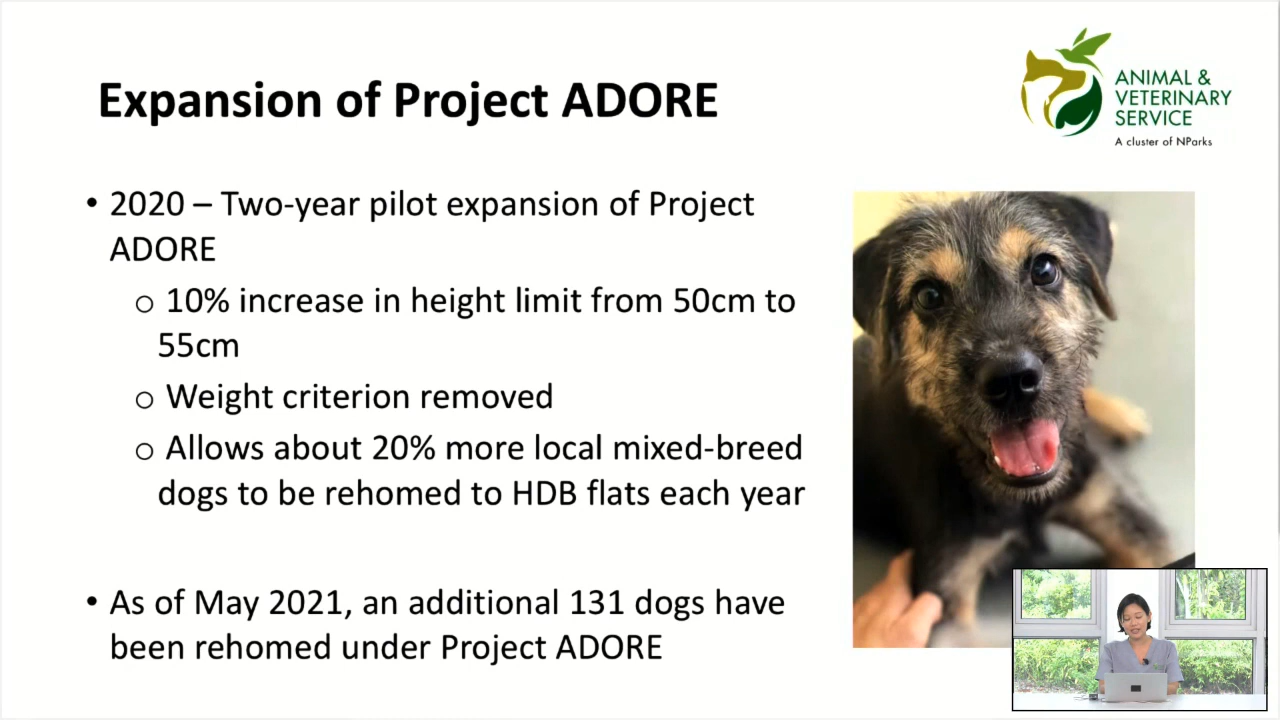 Expansion of Project ADORE
ANIMAL &
VETERINARY
SERVICE
A cluster of NParks
• 2020 – Two-year pilot expansion of Project
ADORE
o 10% increase in height limit from 50cm to
55cm
o Weight criterion removed
o Allows about 20% more local mixed-breed
dogs to be rehomed to HDB flats each year
• As of May 2021, an additional 131 dogs have
been rehomed under Project ADORE